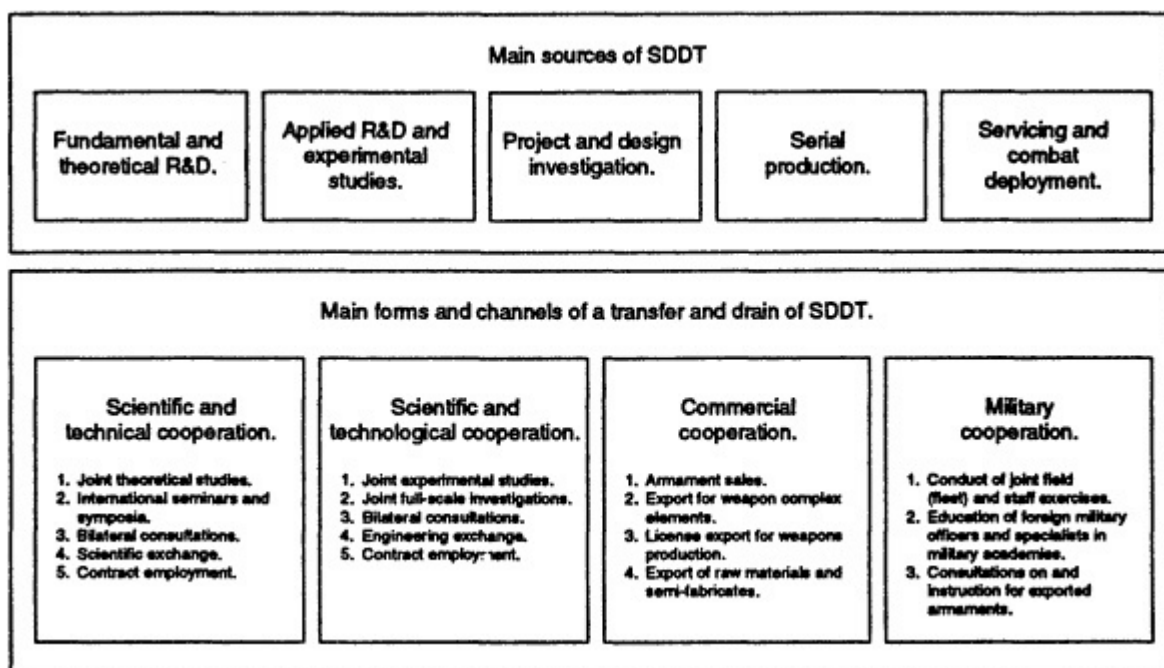 Main sources of SDDT
Fundamental and
theoretical R&D.
Applied R&D and
experimental
studies.
Project and design
investigation.
Serial
production.
Servicing and
combat
deployment.
Main forms and channels of a transfer and drain of SDDT.
Scientific and
technical cooperation.
1. Joint theoretical studies.
2. International seminars and
symposia.
3. Bilateral consultations.
4. Scientific exchange.
5. Contract employment.
Scientific and
technological cooperation.
1. Joint experimental studies.
2. Joint full-scale investigations.
3. Bilateral consultations.
4. Engineering exchange.
5. Contract employment.
Commercial
cooperation.
1. Armament sales.
2. Export for weapon complex
elements.
3. License export for weapons
production.
4. Export of raw materials and
semi-fabricates.
Military
cooperation.
1. Conduct of joint field
(fleet) and staff exercises.
2. Education of foreign military
officers and specialists in
military academies.
3. Consultations on and
instruction for exported
armaments.